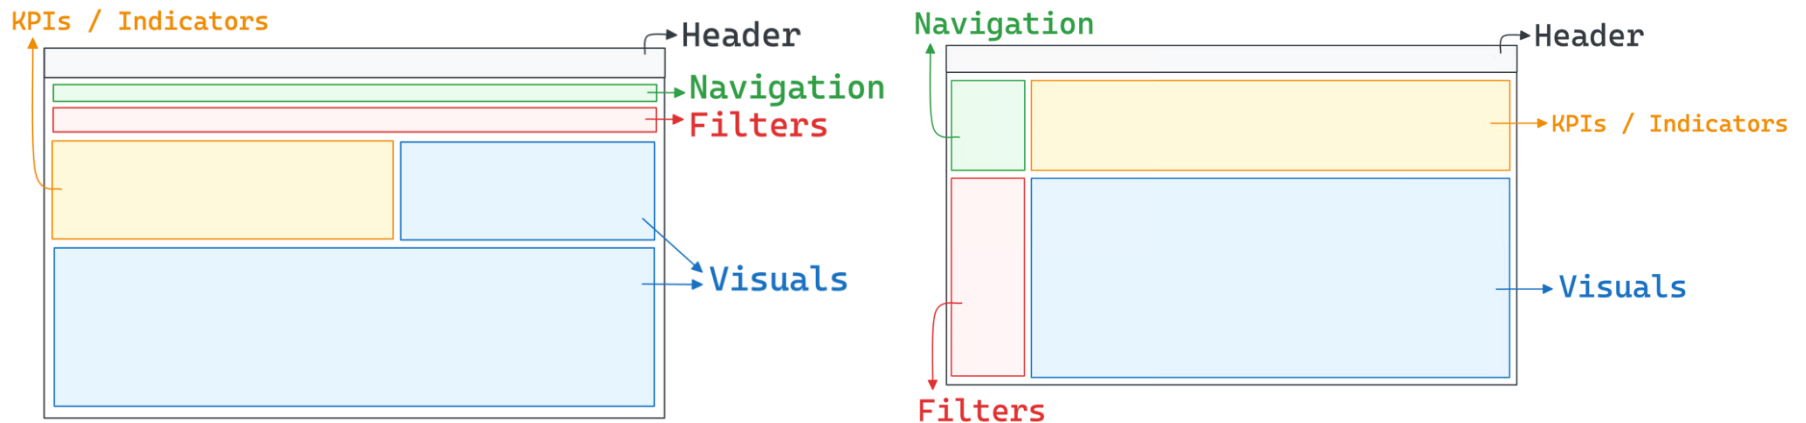 KPIs / Indicators
Header
Navigation
Filters
Visuals
Navigation
Header
KPIs / Indicators
Visuals
Filters